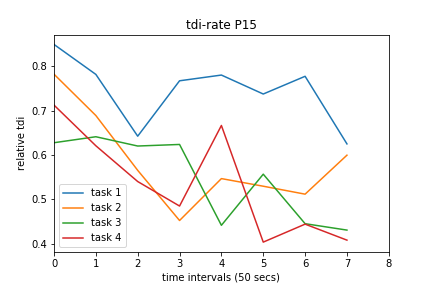 tdi-rate P15
relative tdi
0.8
0.7
0.6
0.5
0.4
task 1
task 2
task 3
task 4
0 1 2 3 4 5 6 7 8
time intervals (50 secs)